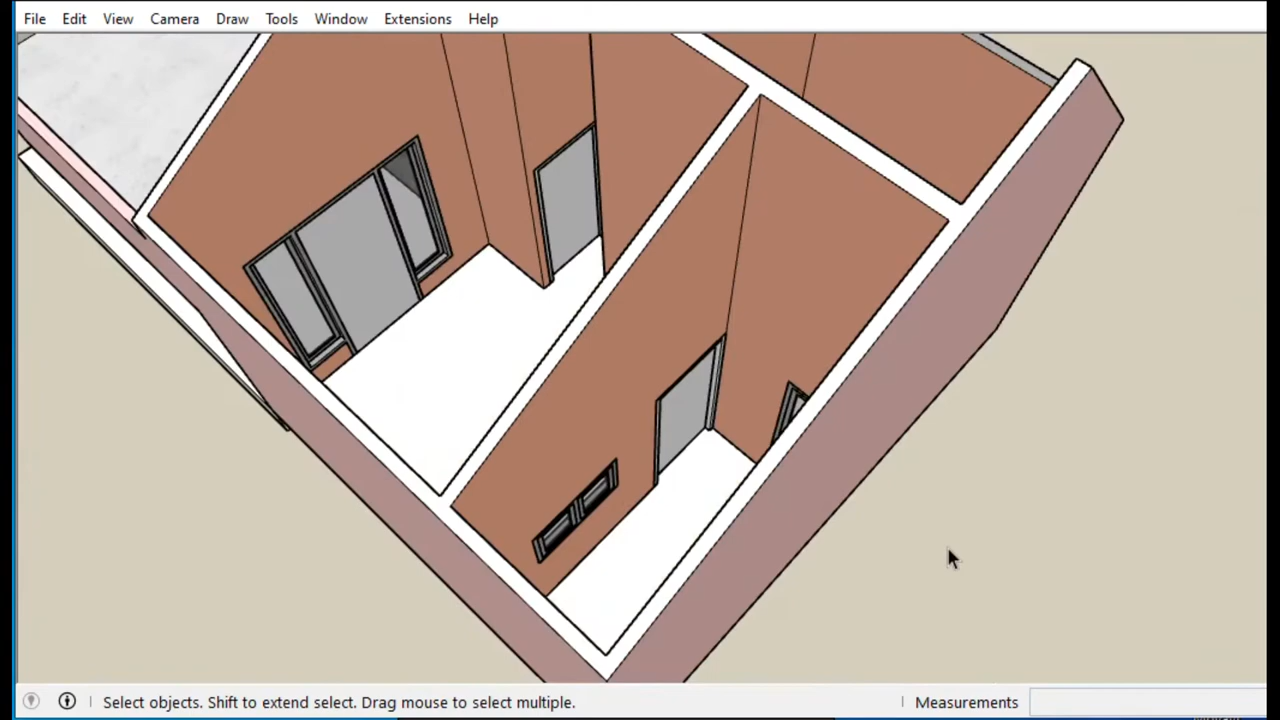 File Edit View Camera Draw Tools Window Extensions Help
Select objects. Shift to extend select. Drag mouse to select multiple. Measurements